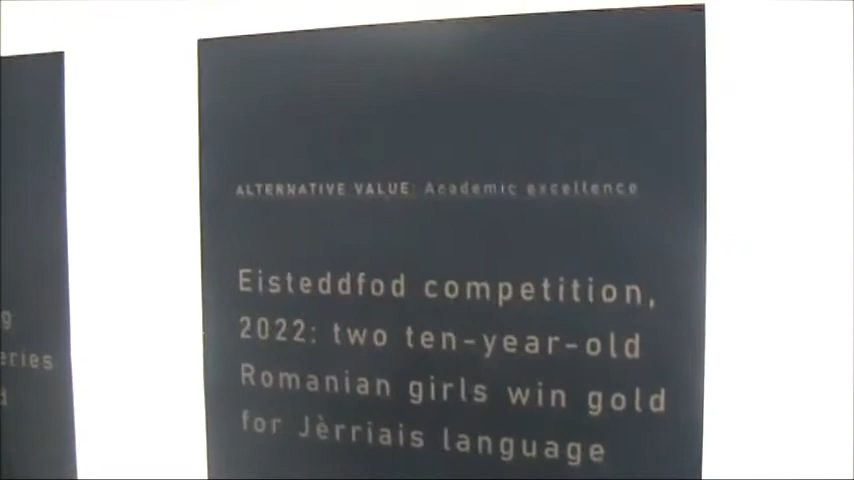 ALTERNATIVE VALUE: Academic excellence
Eisteddfod competition,
2022: two ten-year-old
Romanian girls win gold
for Jèrriais language